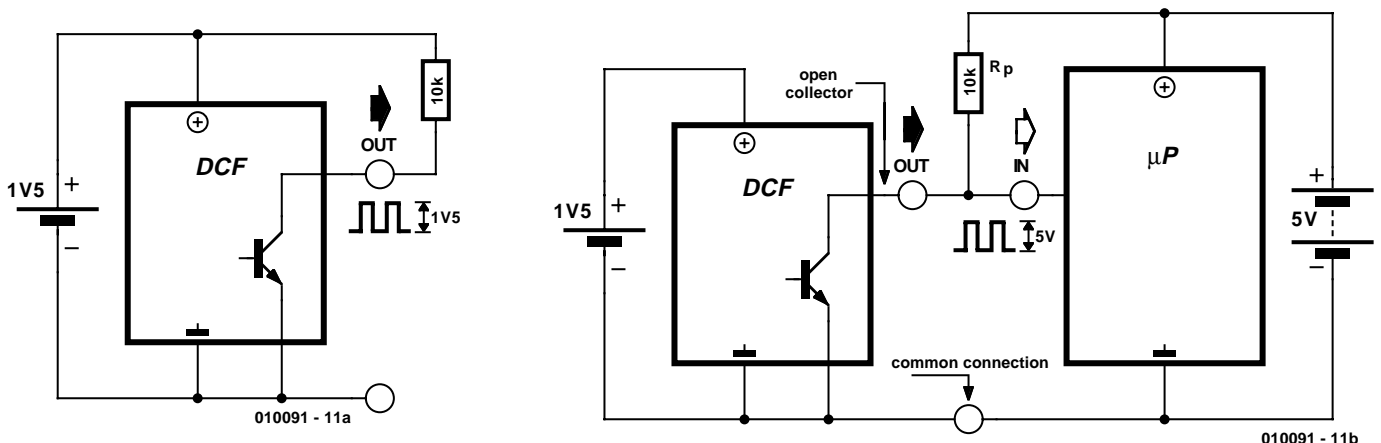 10k
DCF
OUT
1V5
+
−
1V5
010091 - 11a
open
collector
10k
Rp
OUT
IN
DCF
µP
1V5
+
−
5V
5V
+
−
common connection
010091 - 11b